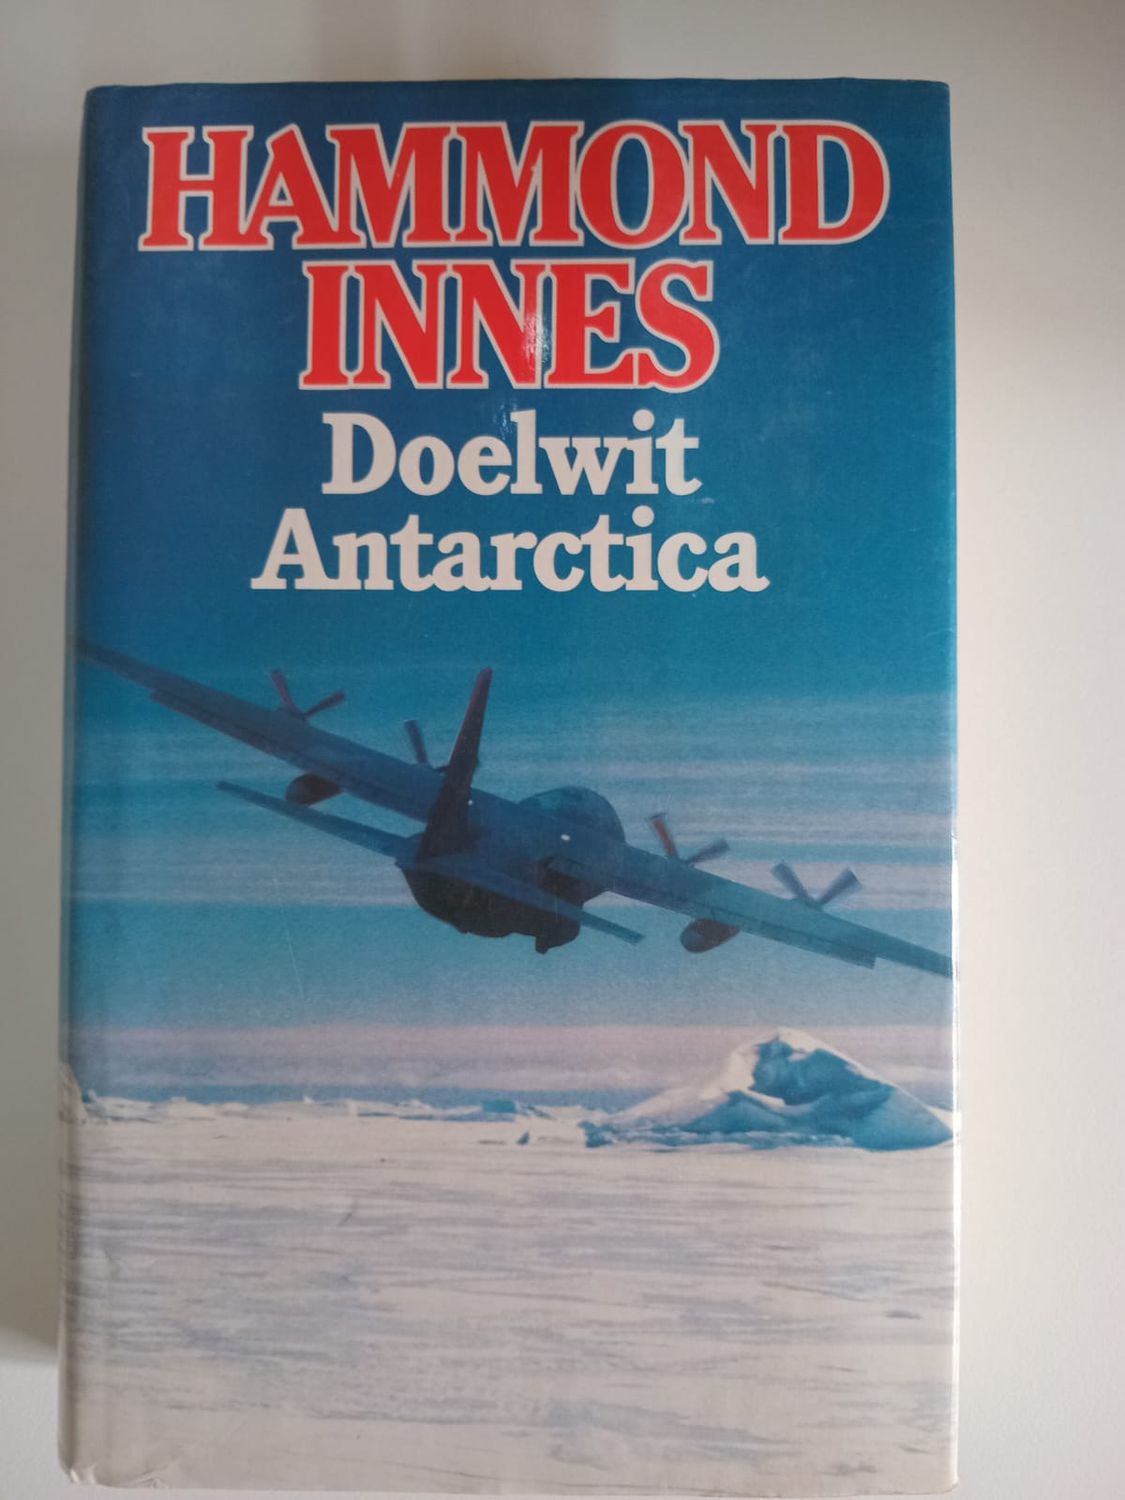 HAMMOND
INNES
Doelwit
Antarctica